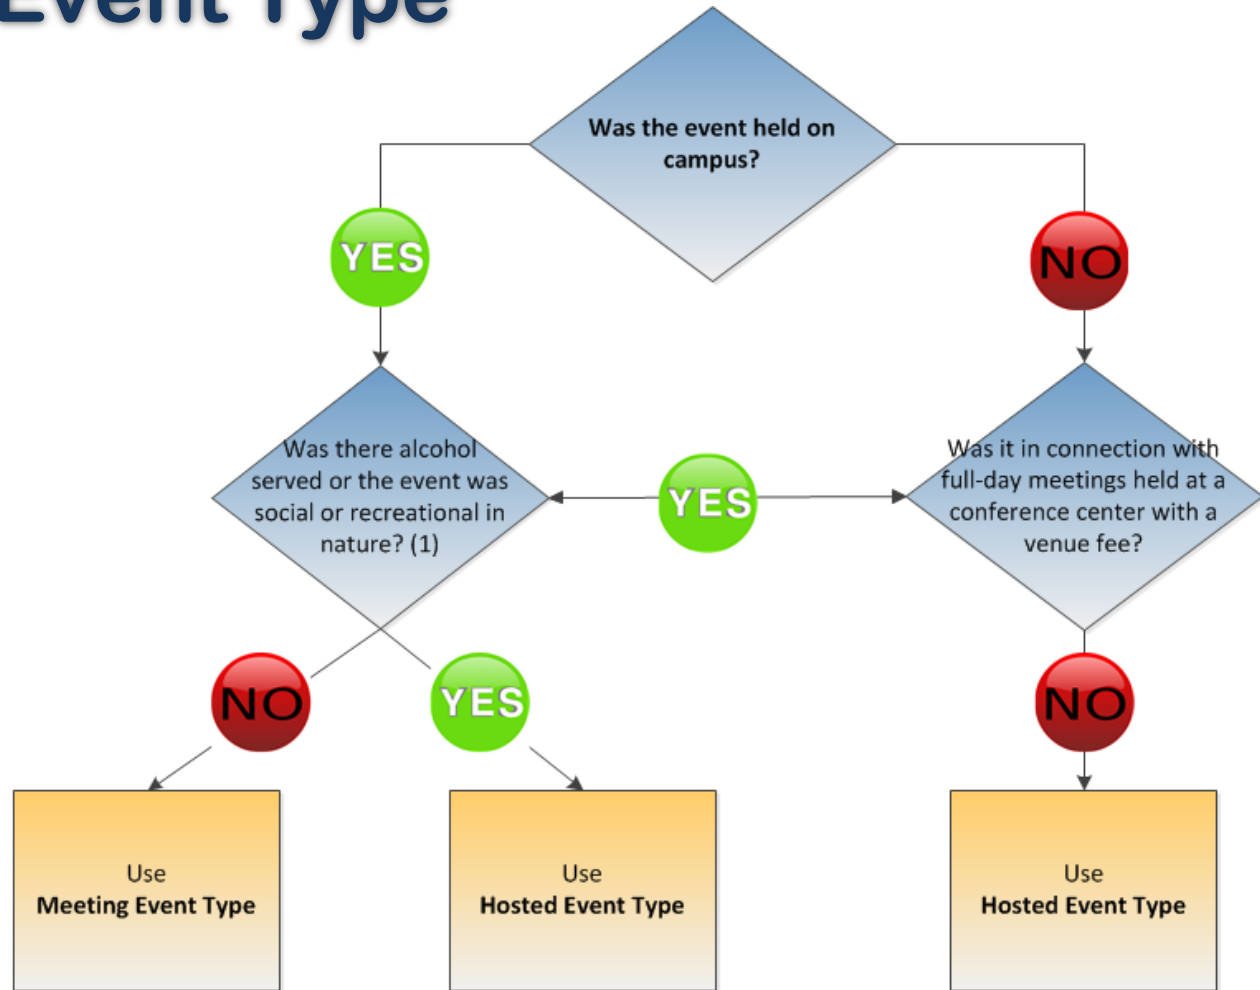 Event Type
Was the event held on
campus?
YES
NO
Was there alcohol
served or the event was
social or recreational in
nature? (1)
YES
Was it in connection with
full-day meetings held at a
conference center with a
venue fee?
NO
YES
NO
Use
Meeting Event Type
Use
Hosted Event Type
Use
Hosted Event Type